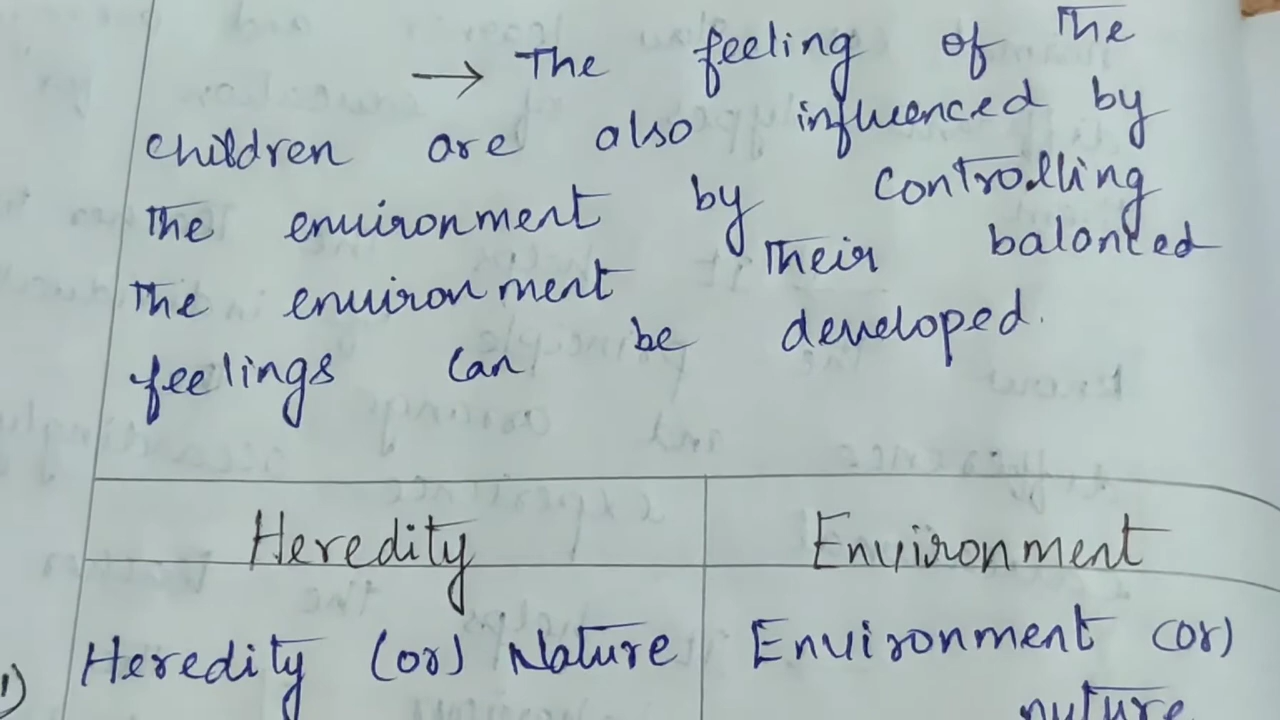 → The feeling of the
children are also influenced by
the environment by controlling
the environment their balanced
feelings can be developed.
Heredity Environment
1) Heredity (or) Nature Environment (or)
nuture